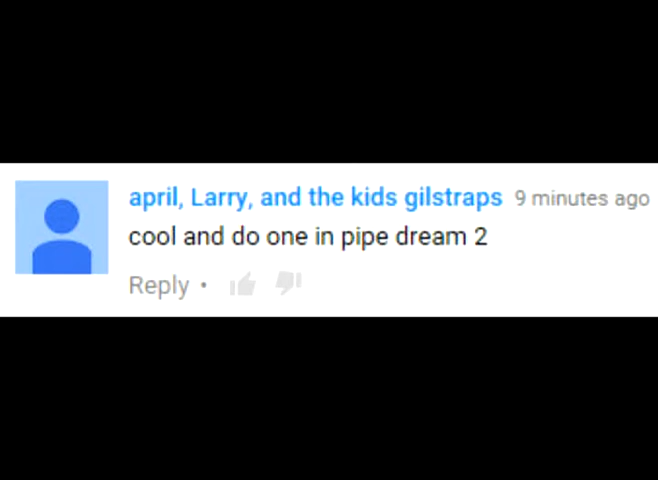 april, Larry, and the kids gilstraps 9 minutes ago
cool and do one in pipe dream 2
Reply •